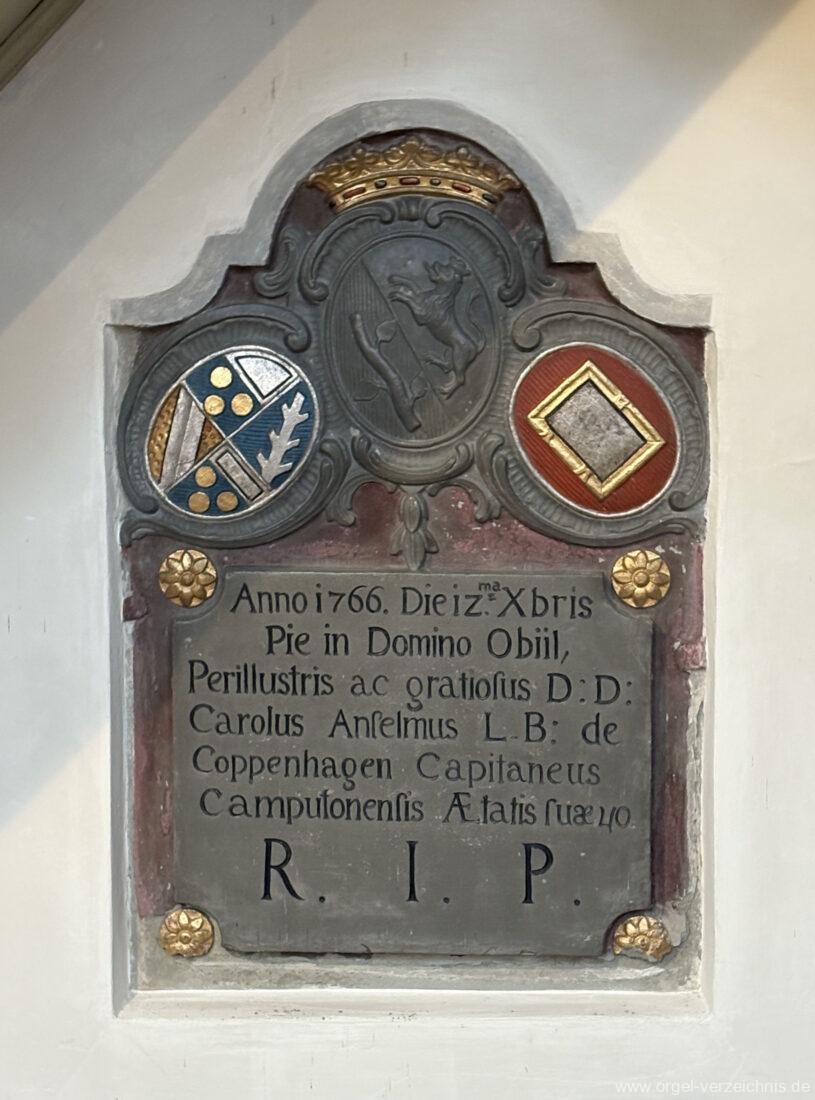 Anno 1766. Die 12.ma Xbris
Pie in Domino Obiit,
Perillustris ac gratioſus D: D:
Carolus Anſelmus L. B: de
Coppenhagen Capitaneus
Camputonenſis Ætatis ſuæ 40.
R. I. P.
www.orgel-verzeichnis.de